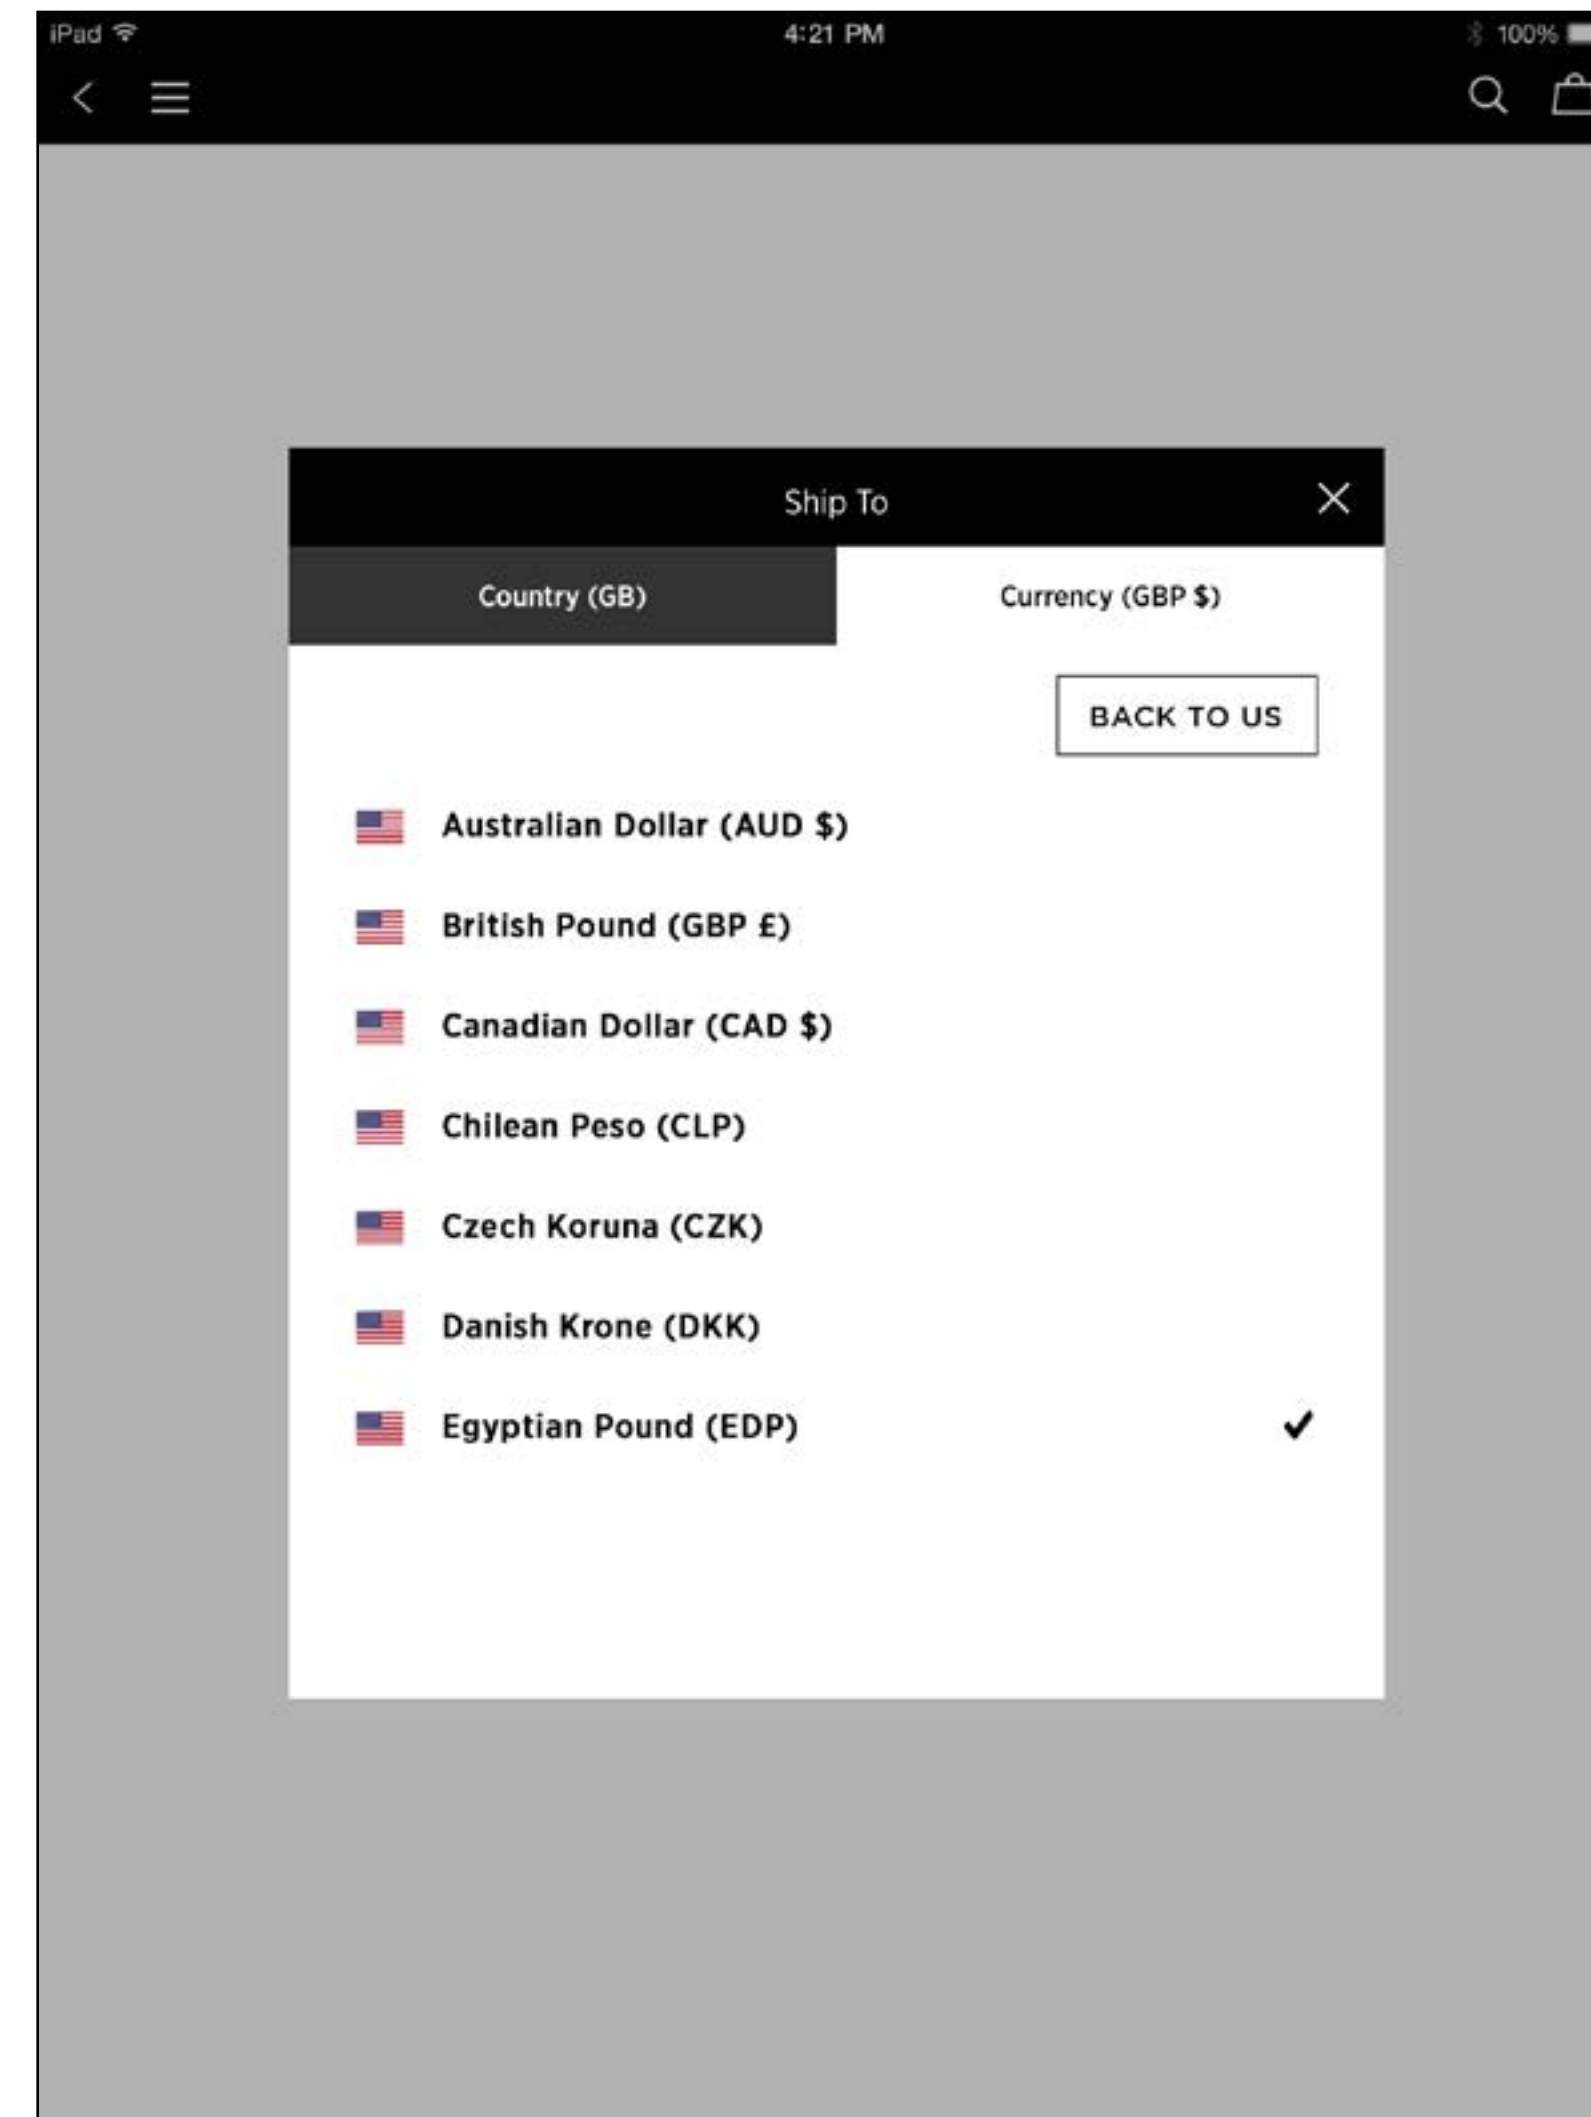 iPad 4:21 PM 100%
Ship To
Country (GB) Currency (GBP $)
BACK TO US
Australian Dollar (AUD $)
British Pound (GBP £)
Canadian Dollar (CAD $)
Chilean Peso (CLP)
Czech Koruna (CZK)
Danish Krone (DKK)
Egyptian Pound (EDP)